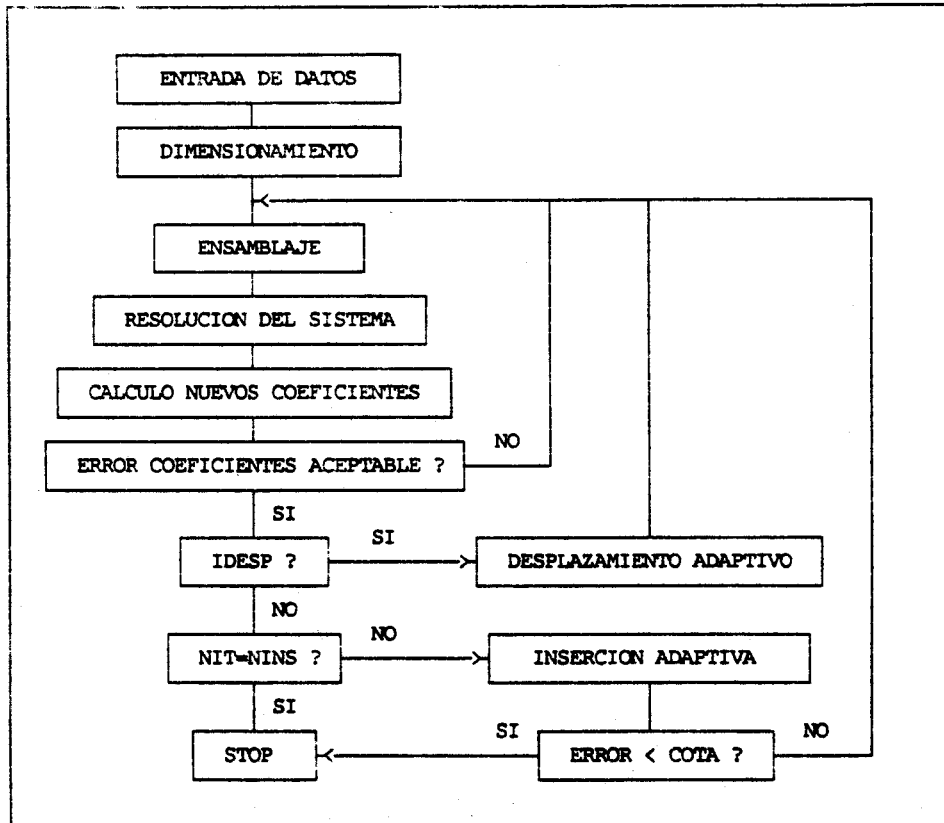 ENTRADA DE DATOS
DIMENSIONAMIENTO
ENSAMBLAJE
RESOLUCION DEL SISTEMA
CALCULO NUEVOS COEFICIENTES
ERROR COEFICIENTES ACEPTABLE ?
NO
SI
IDESP ?
SI
DESPLAZAMIENTO ADAPTIVO
NO
NIT=NINS ?
NO
INSERCION ADAPTIVA
SI
STOP
SI
ERROR < COTA ?
NO